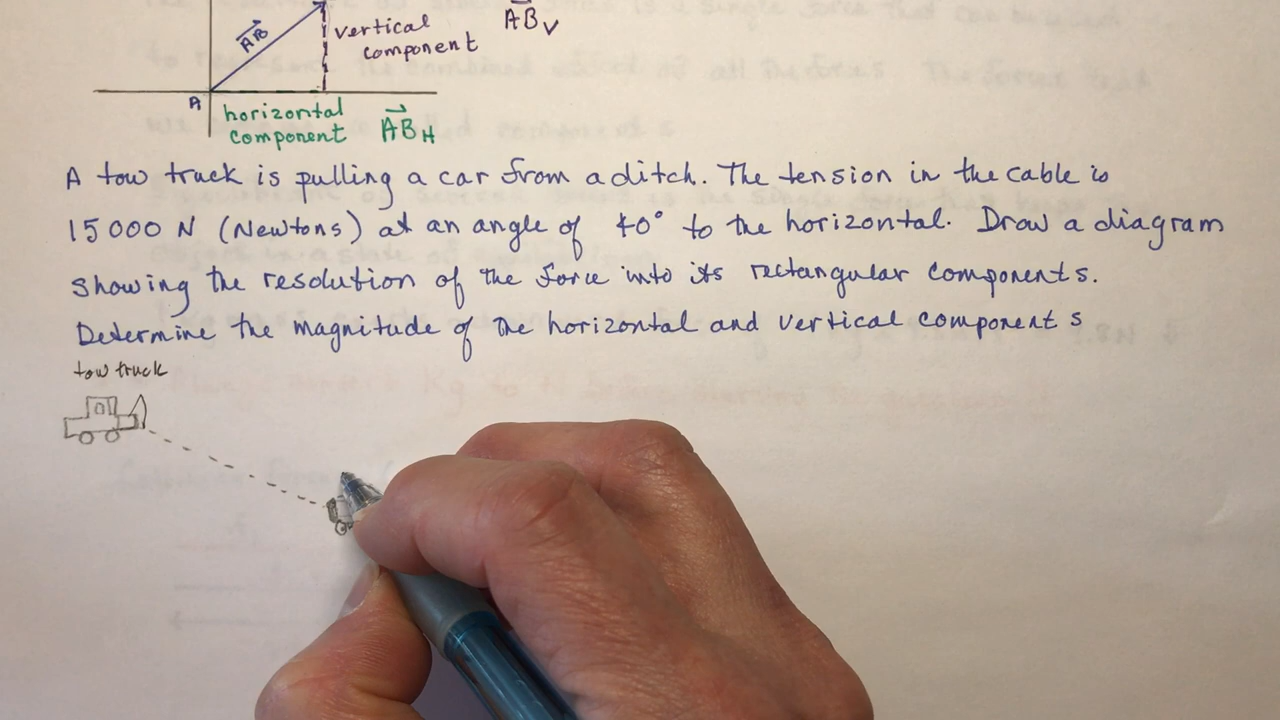 AB vertical AB V
component
A horizontal
component AB H
A tow truck is pulling a car from a ditch. The tension in the cable is
15000 N (Newtons) at an angle of 40° to the horizontal. Draw a diagram
showing the resolution of the force into its rectangular components.
Determine the magnitude of the horizontal and vertical components
tow truck